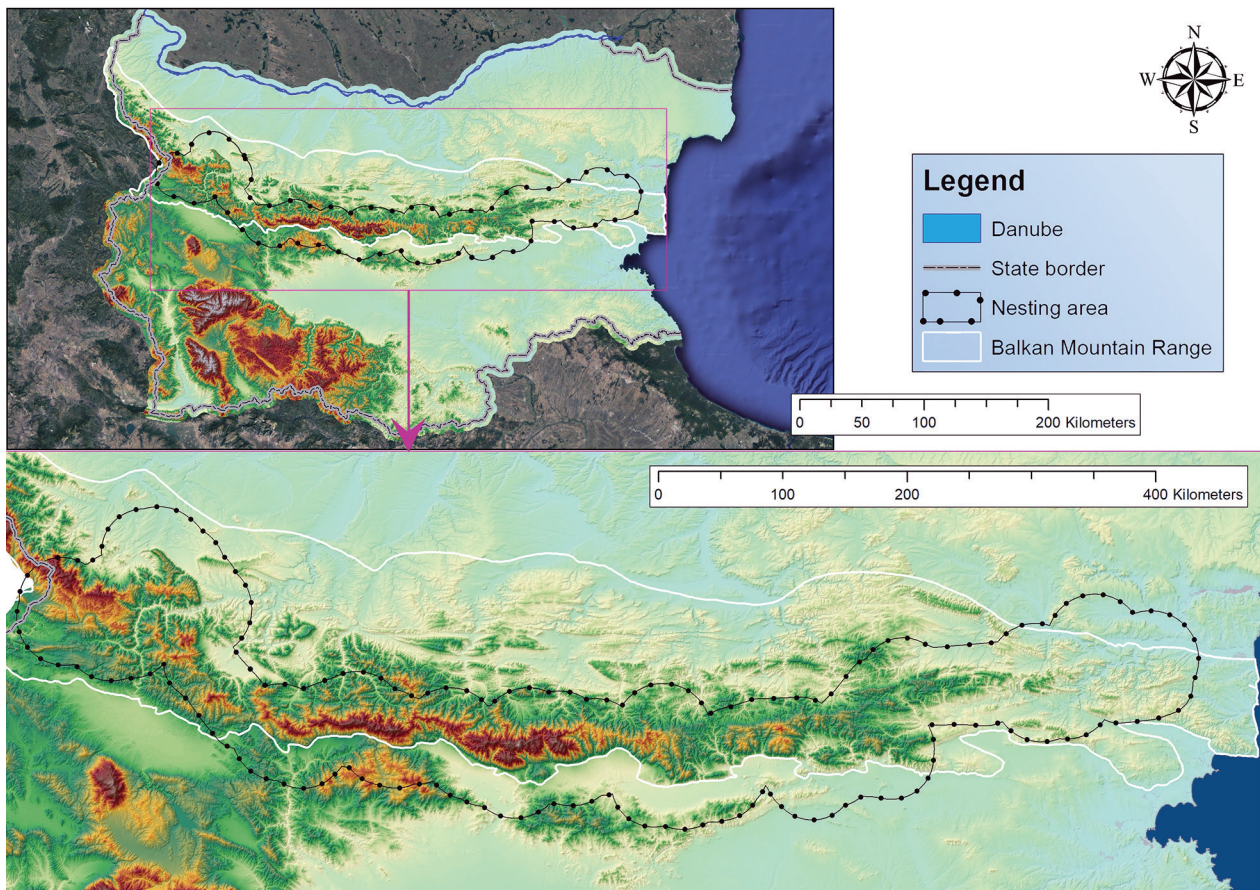 N
W E
S
Legend
Danube
State border
Nesting area
Balkan Mountain Range
0 50 100 200 Kilometers
0 100 200 400 Kilometers